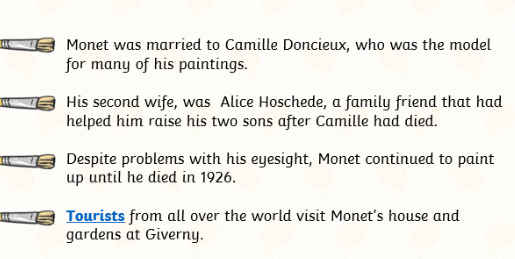 Monet was married to Camille Doncieux, who was the model
for many of his paintings.
His second wife, was  Alice Hoschede, a family friend that had
helped him raise his two sons after Camille had died.
Despite problems with his eyesight, Monet continued to paint
up until he died in 1926.
Tourists from all over the world visit Monet's house and
gardens at Giverny.